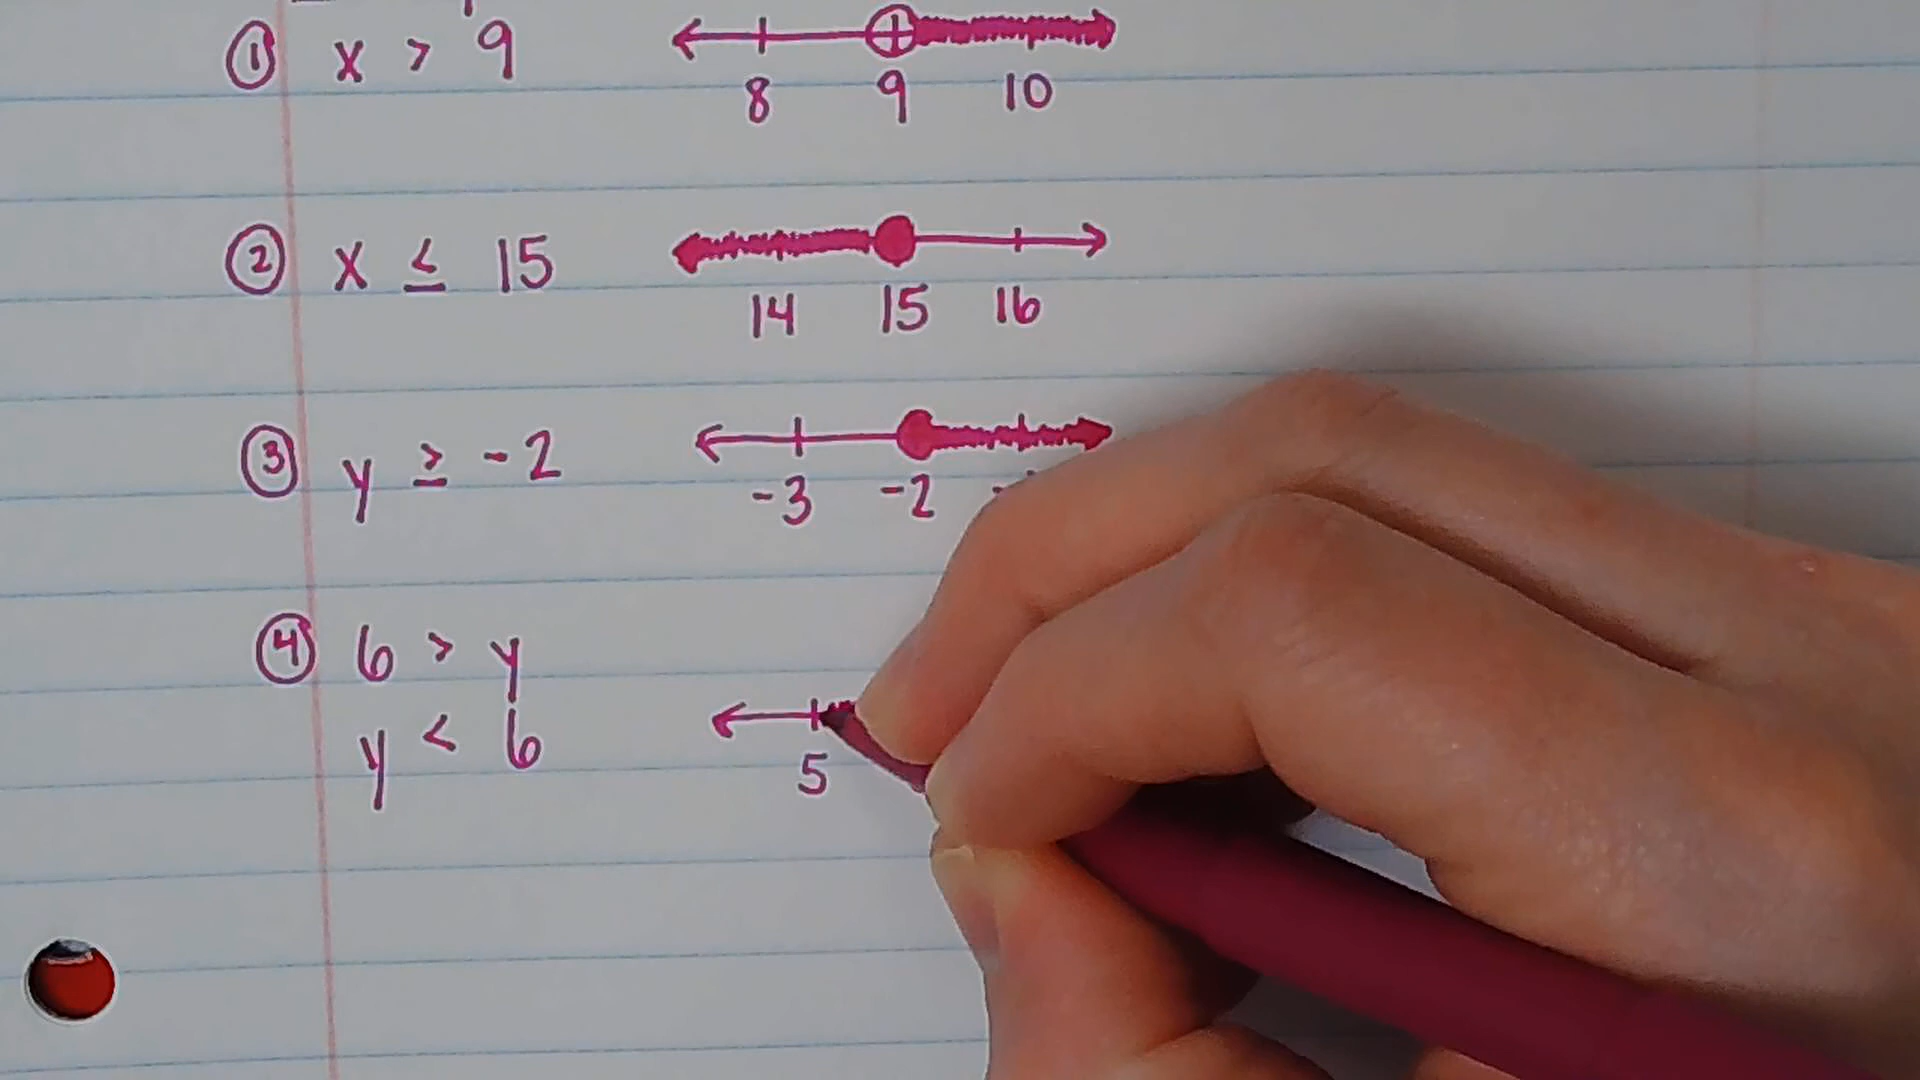 ① x > 9
8 9 10
② x ≤ 15
14 15 16
③ y ≥ -2
-3 -2
④ 6 > y
y < 6
5